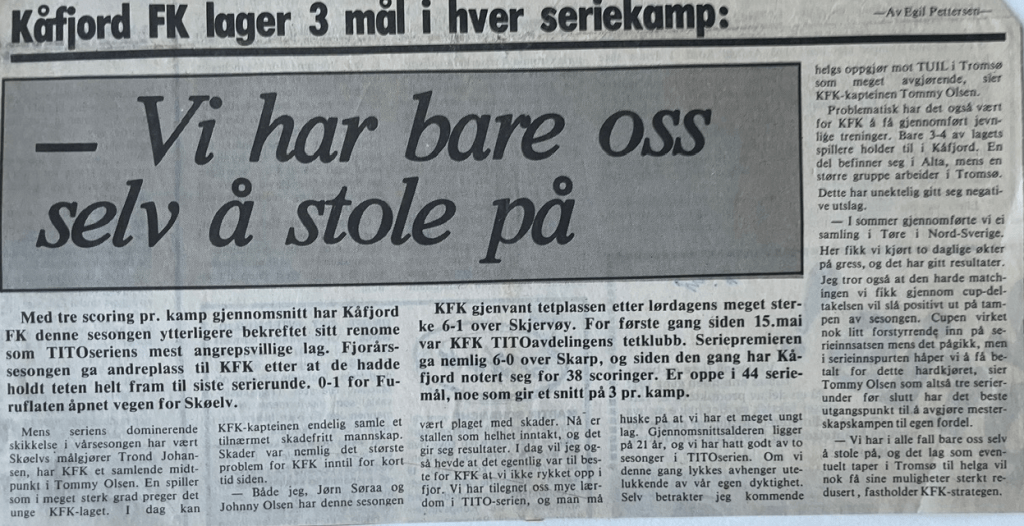 Kåfjord FK lager 3 mål i hver seriekamp:
—Av Egil Pettersen—
— Vi har bare oss
selv å stole på
Med tre scoring pr. kamp gjennomsnitt har Kåfjord
FK denne sesongen ytterligere bekreftet sitt renome
som TITOseriens mest angrepsvillige lag. Fjorårs-
sesongen ga andreplass til KFK etter at de hadde
holdt teten helt fram til siste serierunde. 0-1 for Fu-
ruflaten åpnet vegen for Skøelv.
KFK gjenvant tetplassen etter lørdagens meget ster-
ke 6-1 over Skjervøy. For første gang siden 15.mai
var KFK TITOavdelingens tetklubb. Seriepremieren
ga nemlig 6-0 over Skarp, og siden den gang har Kå-
fjord notert seg for 38 scoringer. Er oppe i 44 serie-
mål, noe som gir et snitt på 3 pr. kamp.
Mens seriens dominerende
skikkelse i vårsesongen har vært
Skøelvs målgjører Trond Johan-
sen, har KFK et samlende midt-
punkt i Tommy Olsen. En spiller
som i meget sterk grad preger det
unge KFK-laget. I dag kan
KFK-kapteinen endelig samle et
tilnærmet skadefritt mannskap.
Skader var nemlig det største
problem for KFK inntil for kort
tid siden.
— Både jeg, Jørn Søraa og
Johnny Olsen har denne sesongen
vært plaget med skader. Nå er
stallen som helhet inntakt, og det
gir seg resultater. I dag vil jeg og-
så hevde at det egentlig var til bes-
te for KFK at vi ikke rykket opp i
fjor. Vi har tilegnet oss mye lær-
dom i TITO-serien, og man må
huske på at vi har et meget ungt
lag. Gjennomsnittsalderen ligger
på 21 år, og vi har hatt godt av to
sesonger i TITOserien. Om vi
denne gang lykkes avhenger ute-
lukkende av vår egen dyktighet.
Selv betrakter jeg kommende
helgs oppgjør mot TUIL i Tromsø
som meget avgjørende, sier
KFK-kapteinen Tommy Olsen.
Problematisk har det også vært
for KFK å få gjennomført jevn-
lige treninger. Bare 3-4 av lagets
spillere holder til i Kåfjord. En
del befinner seg i Alta, mens en
større gruppe arbeider i Tromsø.
Dette har unektelig gitt seg negati-
ve utslag.
— I sommer gjennomførte vi ei
samling i Tøre i Nord-Sverige.
Her fikk vi kjørt to daglige økter
på gress, og det har gitt resultater.
Jeg tror også at den harde match-
ingen vi fikk gjennom cup-del-
takelsen vil slå positivt ut på tam-
pen av sesongen. Cupen virket
nok litt forstyrrende inn på se-
rieinnsatsen mens det pågikk, men
i serieinnspurten håper vi å få be-
talt for dette hardkjøret, sier
Tommy Olsen som altså tre serier-
under før slutt har det beste
utgangspunkt til å avgjøre mester-
skapskampen til egen fordel.
— Vi har i alle fall bare oss selv
å stole på, og det lag som even-
tuelt taper i Tromsø til helga vil
nok få sine muligheter sterkt re-
dusert, fastholder KFK-strategen.